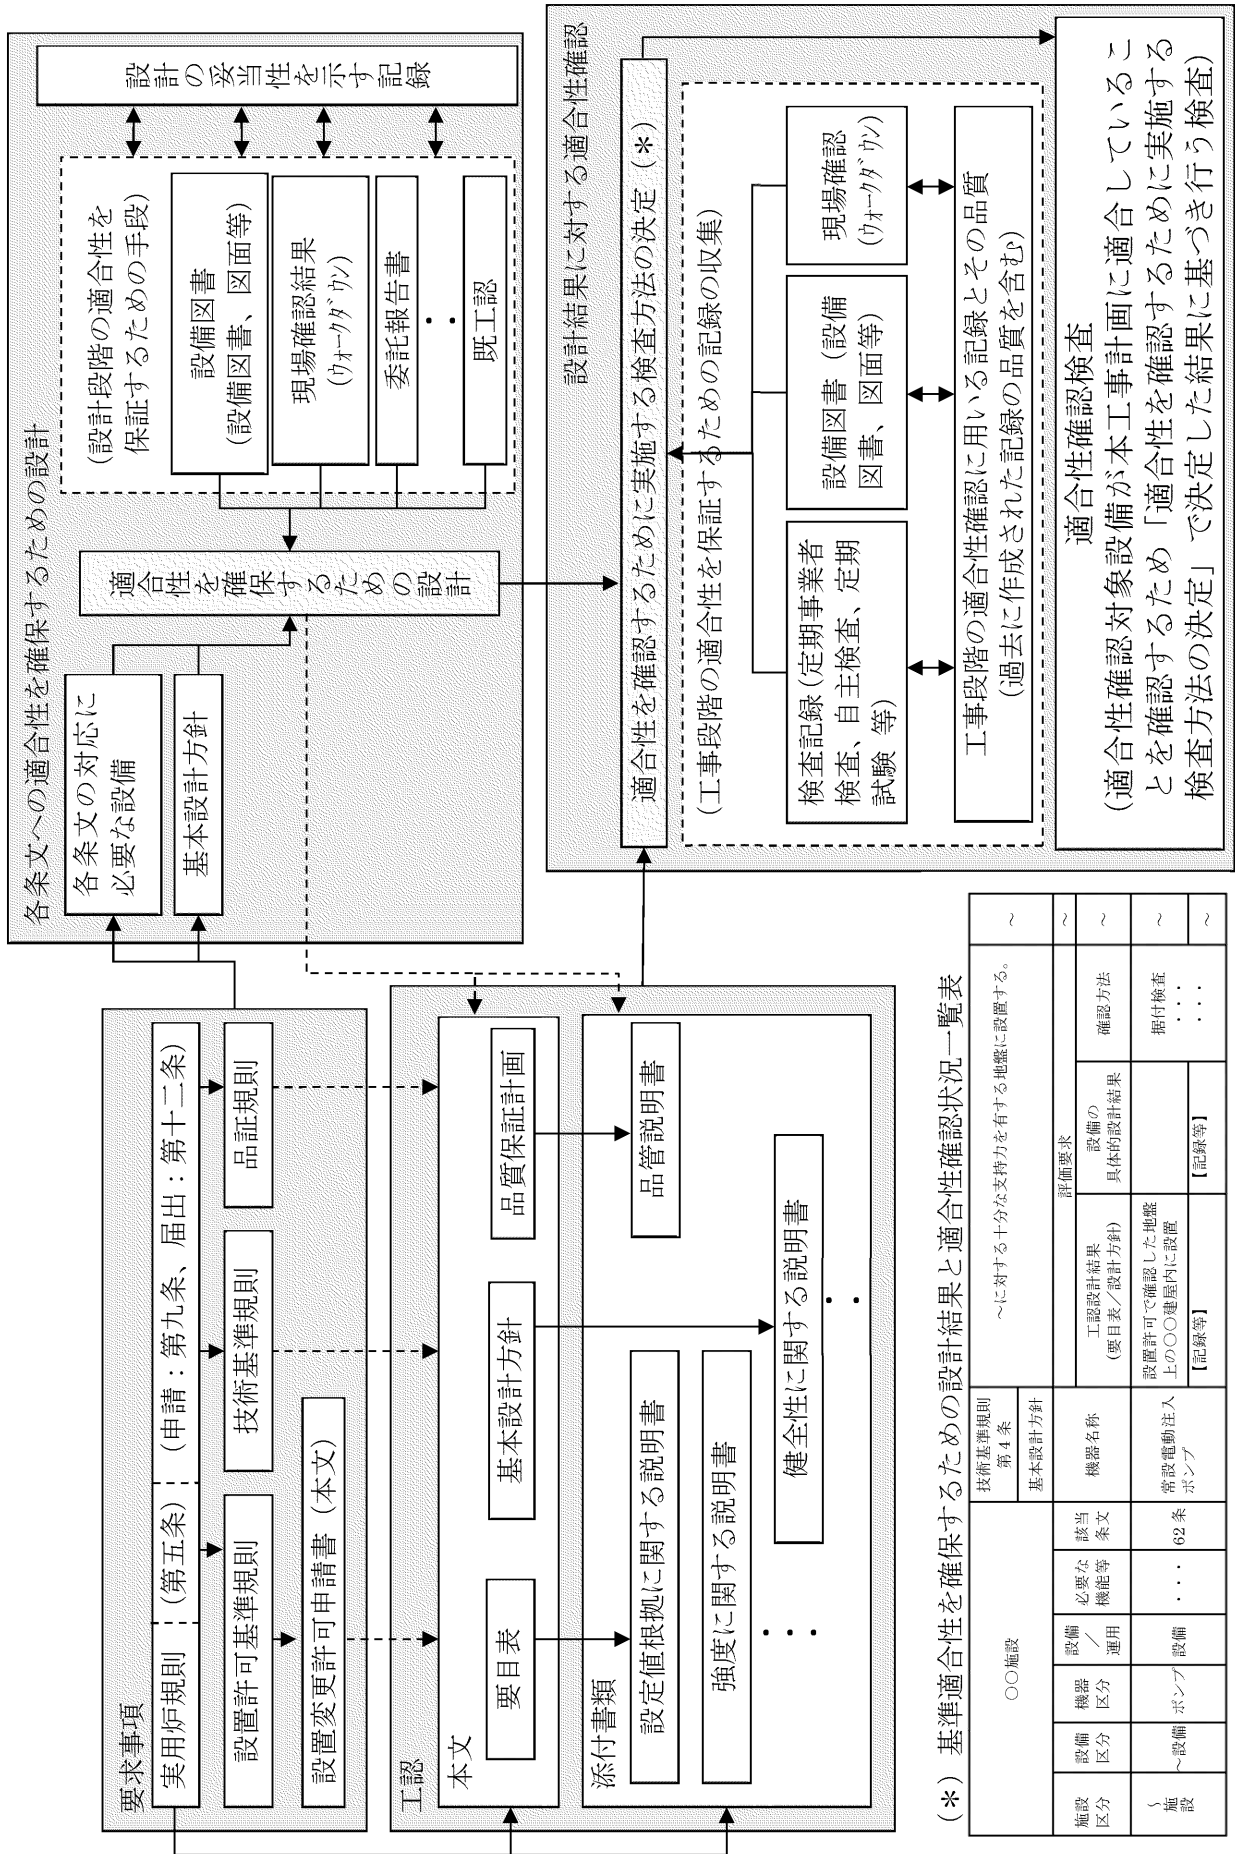 要求事項
実用炉規則
(第五条)
(申請：第九条、届出：第十二条)
設置許可基準規則
技術基準規則
品証規則
設置変更許可申請書（本文）
工認
本文
要目表
基本設計方針
品質保証計画
添付書類
設定値根拠に関する説明書
品管説明書
強度に関する説明書
・・・
健全性に関する説明書
・・
各条文への適合性を確保するための設計
各条文の対応に
必要な設備
基本設計方針
適合性を確保するための設計
(設計段階の適合性を
保証するための手段)
設備図書
(設備図書、図面等)
現場確認結果
(ｳｫｰｸﾀﾞｳﾝ)
委託報告書
・・
既工認
設計の妥当性を示す記録
設計結果に対する適合性確認
適合性を確認するために実施する検査方法の決定（＊）
(工事段階の適合性を保証するための記録の収集)
検査記録(定期事業者
検査、自主検査、定期
試験 等)
設備図書（設備
図書、図面等）
現場確認
(ｳｫｰｸﾀﾞｳﾝ)
工事段階の適合性確認に用いる記録とその品質
(過去に作成された記録の品質を含む)
適合性確認検査
(適合性確認対象設備が本工事計画に適合しているこ
とを確認するため「適合性を確認するために実施する
検査方法の決定」で決定した結果に基づき行う検査)
(＊) 基準適合性を確保するための設計結果と適合性確認状況一覧表
○○施設
技術基準規則
第４条
～に対する十分な支持力を有する地盤に設置する。
～
基本設計方針
施設
区分
設備
区分
機器
区分
設備
／
運用
必要な
機能等
該当
条文
機器名称
評価要求
～
工認設計結果
(要目表／設計方針)
設備の
具体的設計結果
確認方法
～
～
施
設
～設備
ポンプ
設備
・・・
62条
常設電動注入
ポンプ
設置許可で確認した地盤
上の○○建屋内に設置
据付検査
・・・
～
【記録等】
【記録等】
・・・
～